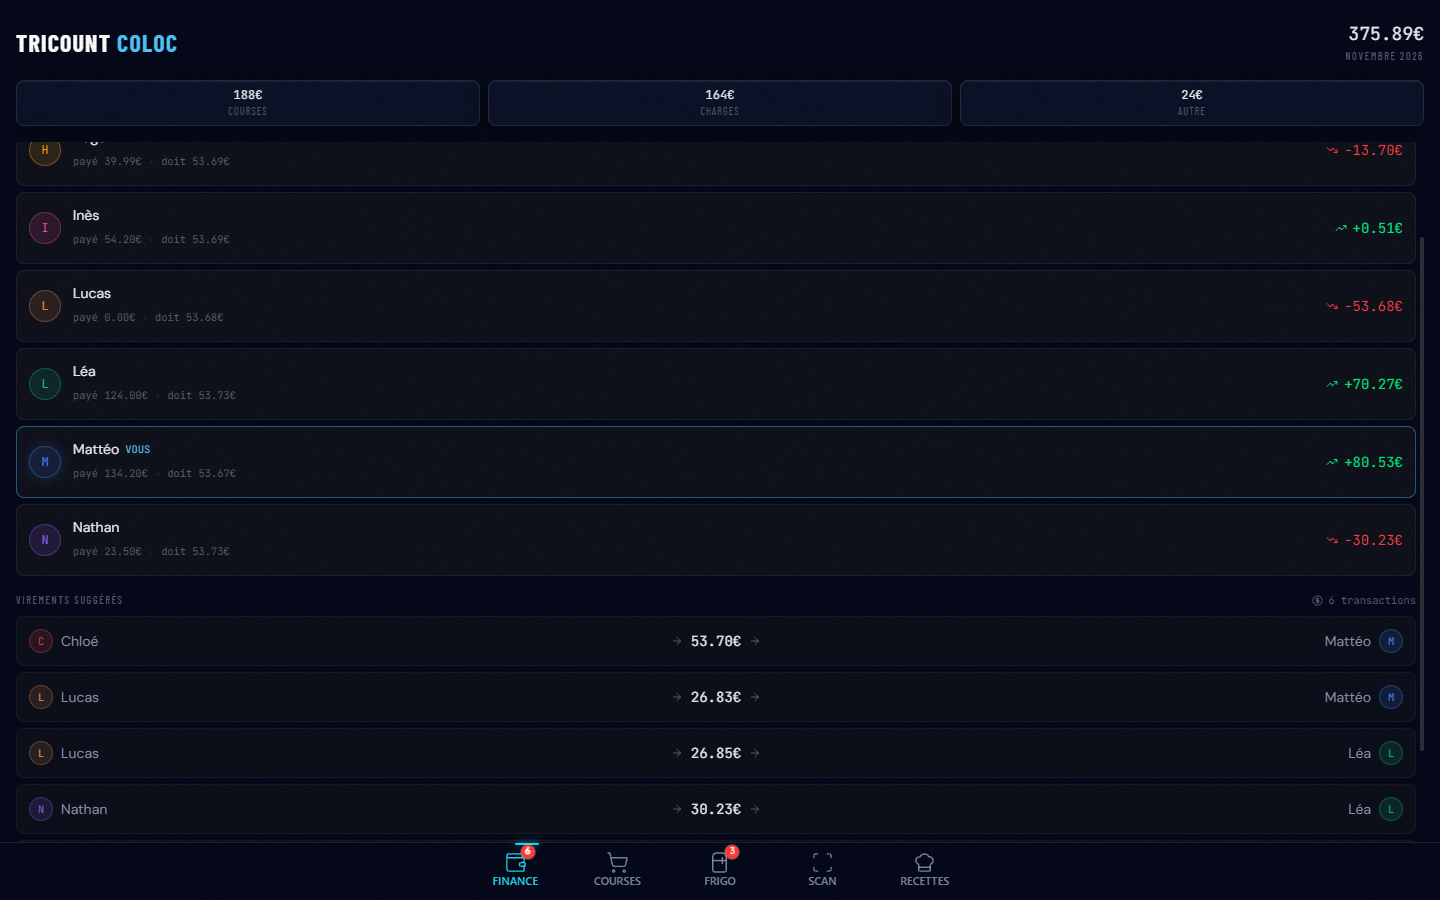 TRICOUNT COLOC
375.89€
NOVEMBRE 2026
188€
COURSES
164€
CHARGES
24€
AUTRE
H
payé 39.99€ · doit 53.69€
-13.70€
I
Inès
payé 54.20€ · doit 53.69€
+0.51€
L
Lucas
payé 0.00€ · doit 53.68€
-53.68€
L
Léa
payé 124.00€ · doit 53.73€
+70.27€
M
Mattéo VOUS
payé 134.20€ · doit 53.67€
+80.53€
N
Nathan
payé 23.50€ · doit 53.73€
-30.23€
VIREMENTS SUGGÉRÉS
6 transactions
C Chloé → 53.70€ → Mattéo M
L Lucas → 26.83€ → Mattéo M
L Lucas → 26.85€ → Léa L
N Nathan → 30.23€ → Léa L
6
FINANCE
COURSES
3
FRIGO
SCAN
RECETTES